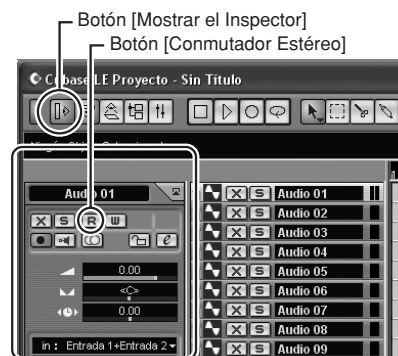 Botón [Mostrar el Inspector]
Botón [Conmutador Estéreo]
Cubase LE Proyecto - Sin Título
Audio 01
X S R W
e
0.00
<C>
0.00
in : Entrada 1+Entrada 2
X S Audio 01
X S Audio 02
X S Audio 03
X S Audio 04
X S Audio 05
X S Audio 06
X S Audio 07
X S Audio 08
X S Audio 09